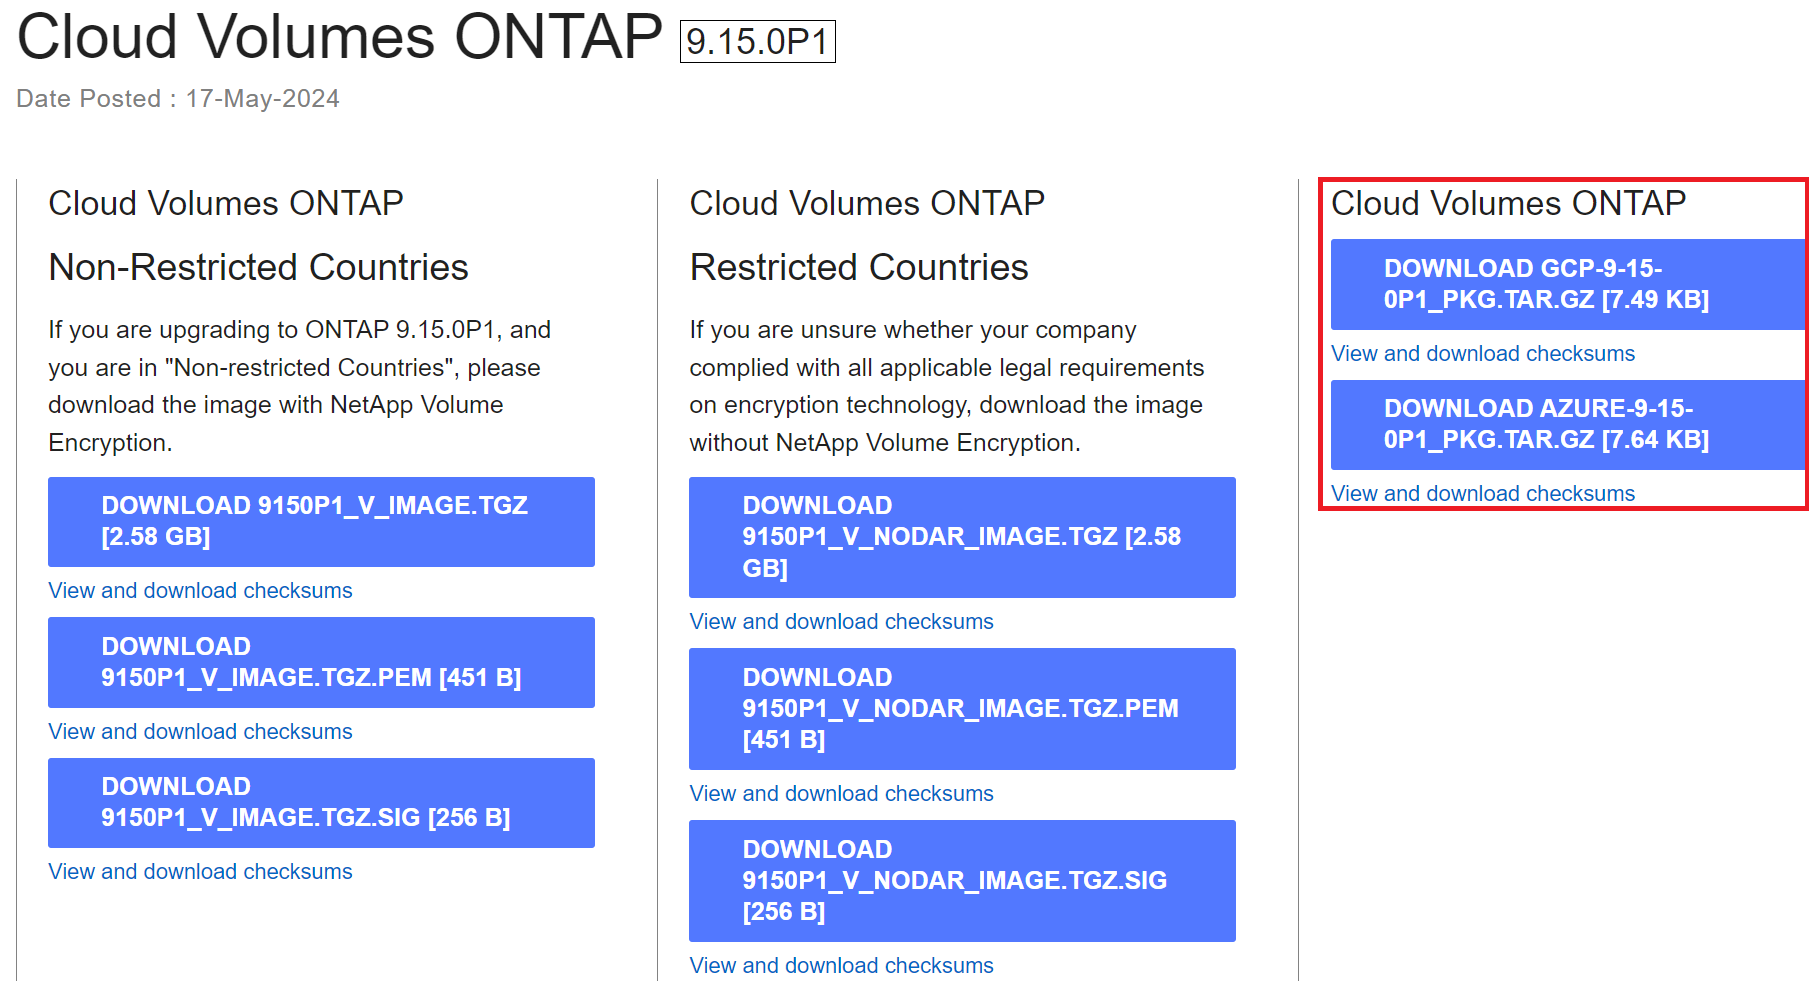 Cloud Volumes ONTAP 9.15.0P1
Date Posted : 17-May-2024
Cloud Volumes ONTAP
Non-Restricted Countries
If you are upgrading to ONTAP 9.15.0P1, and
you are in "Non-restricted Countries", please
download the image with NetApp Volume
Encryption.
DOWNLOAD 9150P1_V_IMAGE.TGZ
[2.58 GB]
View and download checksums
DOWNLOAD
9150P1_V_IMAGE.TGZ.PEM [451 B]
View and download checksums
DOWNLOAD
9150P1_V_IMAGE.TGZ.SIG [256 B]
View and download checksums
Cloud Volumes ONTAP
Restricted Countries
If you are unsure whether your company
complied with all applicable legal requirements
on encryption technology, download the image
without NetApp Volume Encryption.
DOWNLOAD
9150P1_V_NODAR_IMAGE.TGZ [2.58
GB]
View and download checksums
DOWNLOAD
9150P1_V_NODAR_IMAGE.TGZ.PEM
[451 B]
View and download checksums
DOWNLOAD
9150P1_V_NODAR_IMAGE.TGZ.SIG
[256 B]
View and download checksums
Cloud Volumes ONTAP
DOWNLOAD GCP-9-15-
0P1_PKG.TAR.GZ [7.49 KB]
View and download checksums
DOWNLOAD AZURE-9-15-
0P1_PKG.TAR.GZ [7.64 KB]
View and download checksums